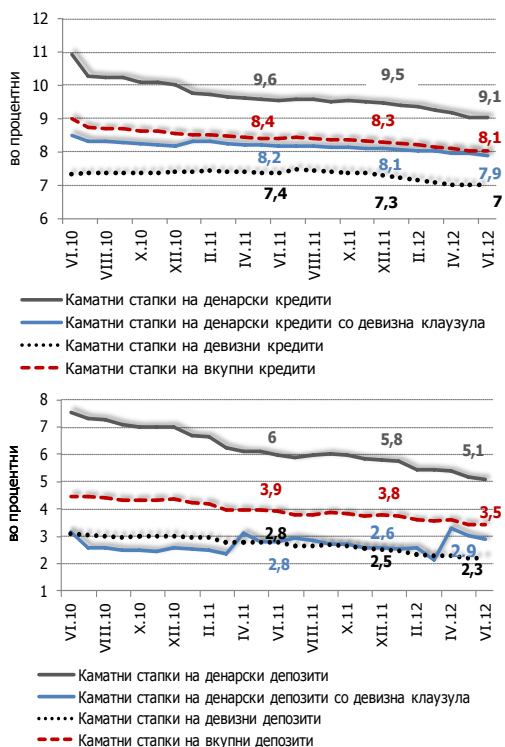 12
11
10
9
8
7
6
во процентни
9,6
9,5
9,1
8,4
8,3
8,1
8,2
8,1
7,9
7,4
7,3
7
VI.10
VIII.10
X.10
XII.10
II.11
IV.11
VI.11
VIII.11
X.11
XII.11
II.12
IV.12
VI.12
Каматни стапки на денарски кредити
Каматни стапки на денарски кредити со девизна клаузула
Каматни стапки на девизни кредити
Каматни стапки на вкупни кредити
8
7
6
5
4
3
2
1
во процентни
6
5,8
5,1
3,9
3,8
3,5
2,8
2,6
2,9
2,8
2,5
2,3
VI.10
VIII.10
X.10
XII.10
II.11
IV.11
VI.11
VIII.11
X.11
XII.11
II.12
IV.12
VI.12
Каматни стапки на денарски депозити
Каматни стапки на денарски депозити со девизна клаузула
Каматни стапки на девизни депозити
Каматни стапки на вкупни депозити